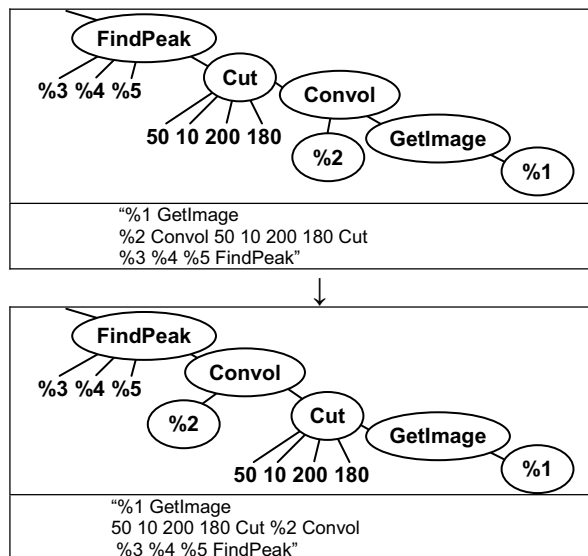 FindPeak
%3 %4 %5
Cut
50 10 200 180
Convol
%2
GetImage
%1
“%1 GetImage
%2 Convol 50 10 200 180 Cut
%3 %4 %5 FindPeak”
↓
FindPeak
%3 %4 %5
Convol
%2
Cut
50 10 200 180
GetImage
%1
“%1 GetImage
50 10 200 180 Cut %2 Convol
%3 %4 %5 FindPeak”